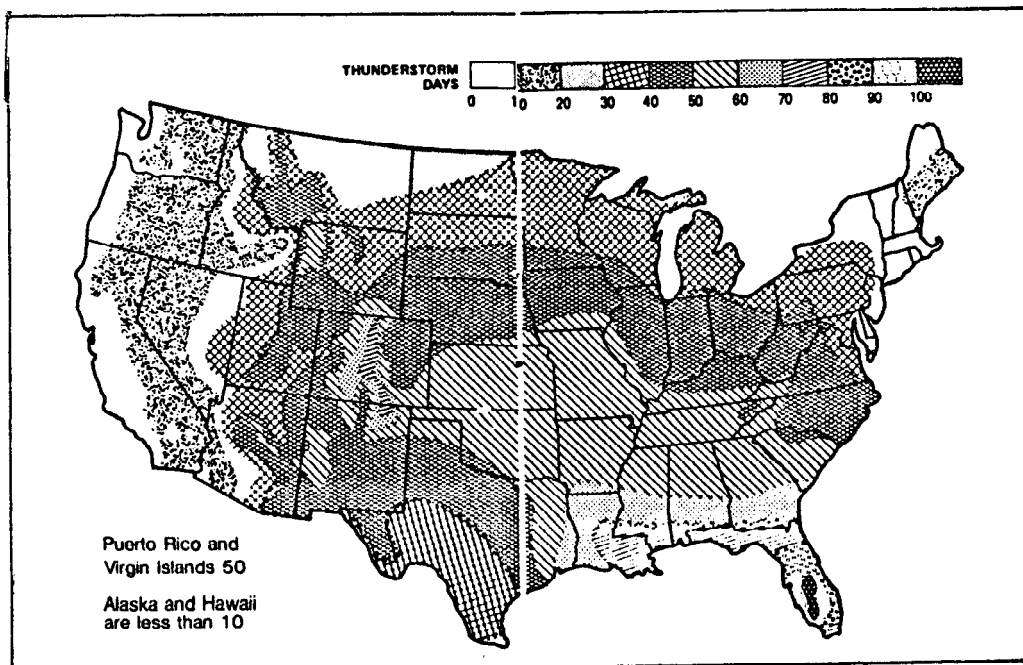 THUNDERSTORM
DAYS
0 10 20 30 40 50 60 70 80 90 100
Puerto Rico and
Virgin Islands 50
Alaska and Hawaii
are less than 10